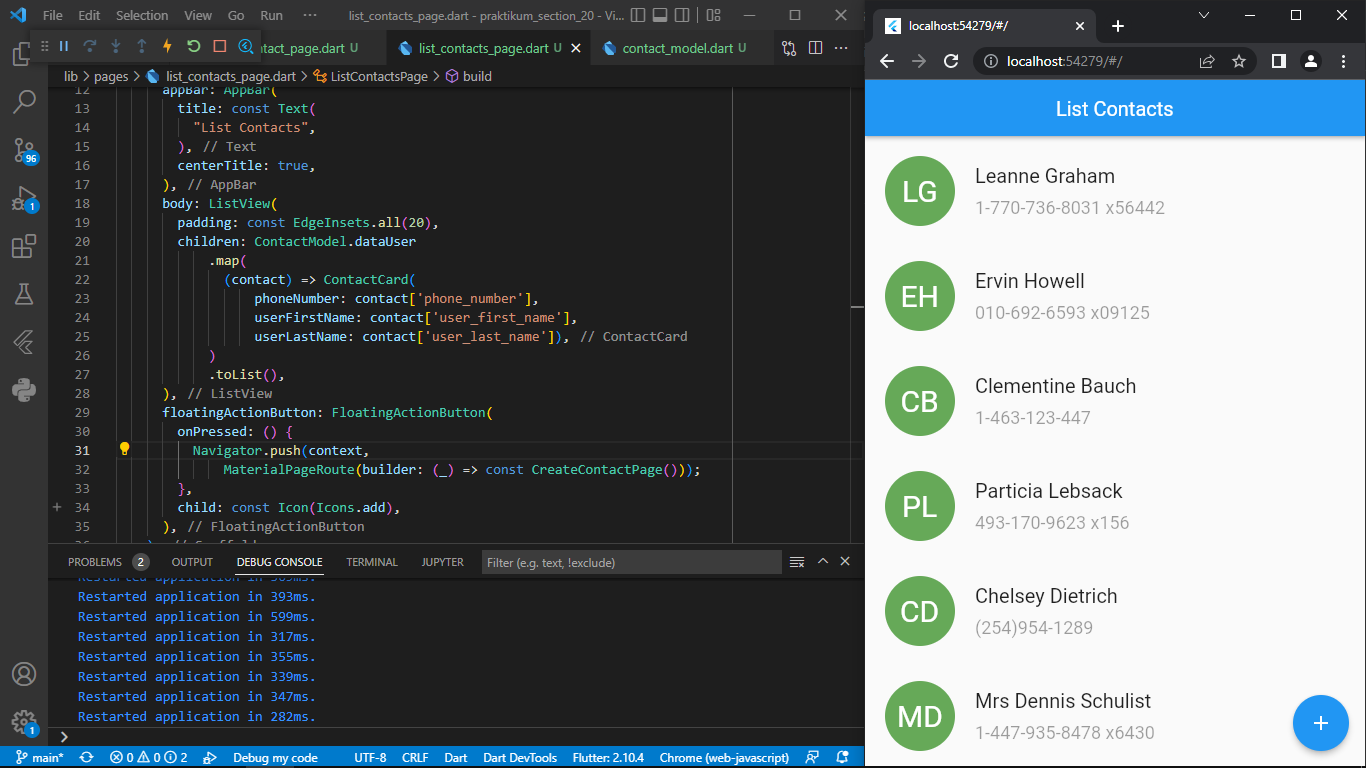 File Edit Selection View Go Run ··· list_contacts_page.dart - praktikum_section_20 - Vi...
ntact_page.dart U list_contacts_page.dart U contact_model.dart U
lib > pages > list_contacts_page.dart > ListContactsPage > build
12 appBar: AppBar(
13 title: const Text(
14 "List Contacts",
15 ), // Text
16 centerTitle: true,
17 ), // AppBar
18 body: ListView(
19 padding: const EdgeInsets.all(20),
20 children: ContactModel.dataUser
21 .map(
22 (contact) => ContactCard(
23 phoneNumber: contact['phone_number'],
24 userFirstName: contact['user_first_name'],
25 userLastName: contact['user_last_name']), // ContactCard
26 )
27 .toList(),
28 ), // ListView
29 floatingActionButton: FloatingActionButton(
30 onPressed: () {
31 Navigator.push(context,
32 MaterialPageRoute(builder: (_) => const CreateContactPage()));
33 },
34 child: const Icon(Icons.add),
35 ), // FloatingActionButton
96
1
1
PROBLEMS 2 OUTPUT DEBUG CONSOLE TERMINAL JUPYTER Filter (e.g. text, !exclude)
Restarted application in 393ms.
Restarted application in 599ms.
Restarted application in 317ms.
Restarted application in 355ms.
Restarted application in 339ms.
Restarted application in 347ms.
Restarted application in 282ms.
main* 0 0 2 Debug my code UTF-8 CRLF Dart Dart DevTools Flutter: 2.10.4 Chrome (web-javascript)
localhost:54279/#/
localhost:54279/#/
List Contacts
LG Leanne Graham
1-770-736-8031 x56442
EH Ervin Howell
010-692-6593 x09125
CB Clementine Bauch
1-463-123-447
PL Particia Lebsack
493-170-9623 x156
CD Chelsey Dietrich
(254)954-1289
MD Mrs Dennis Schulist
1-447-935-8478 x6430